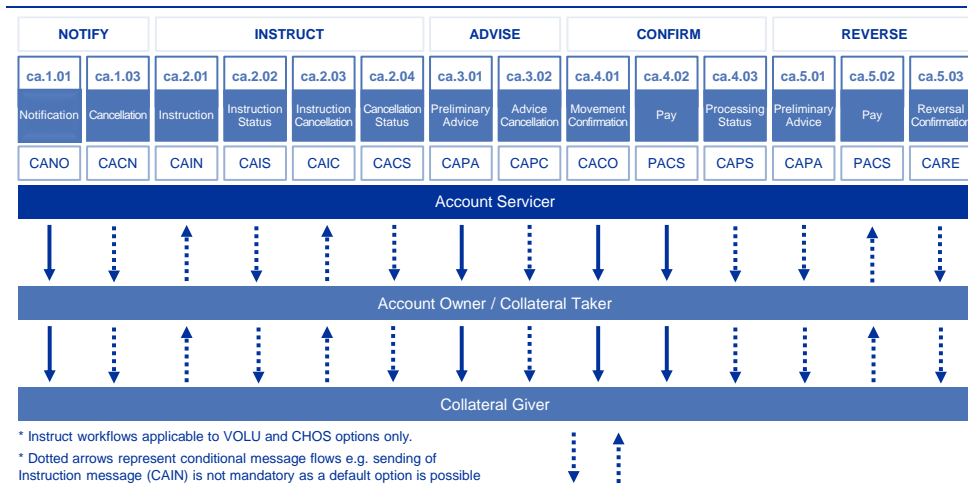 NOTIFY INSTRUCT ADVISE CONFIRM REVERSE
ca.1.01 ca.1.03 ca.2.01 ca.2.02 ca.2.03 ca.2.04 ca.3.01 ca.3.02 ca.4.01 ca.4.02 ca.4.03 ca.5.01 ca.5.02 ca.5.03
Notification Cancellation Instruction Instruction Status Instruction Cancellation Cancellation Status Preliminary Advice Advice Cancellation Movement Confirmation Pay Processing Status Preliminary Advice Pay Reversal Confirmation
CANO CACN CAIN CAIS CAIC CACS CAPA CAPC CACO PACS CAPS CAPA PACS CARE
Account Servicer
Account Owner / Collateral Taker
Collateral Giver
* Instruct workflows applicable to VOLU and CHOS options only.
* Dotted arrows represent conditional message flows e.g. sending of
Instruction message (CAIN) is not mandatory as a default option is possible